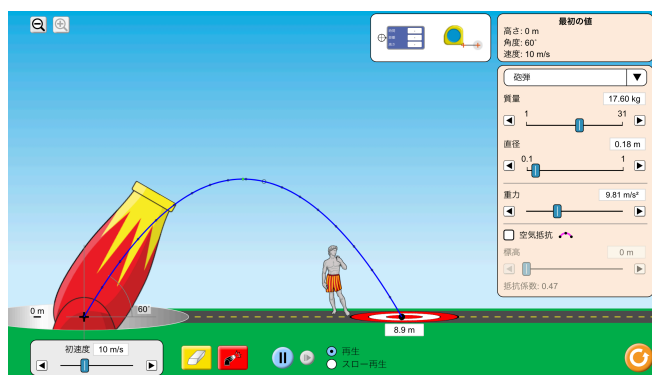 最初の値
高さ: 0 m
角度: 60˚
速度: 10 m/s
砲弾
質量 17.60 kg
1 31
直径 0.18 m
0.1 1
重力 9.81 m/s²
空気抵抗
標高 0 m
抵抗係数: 0.47
0 m
60˚
8.9 m
初速度 10 m/s
再生
スロー再生